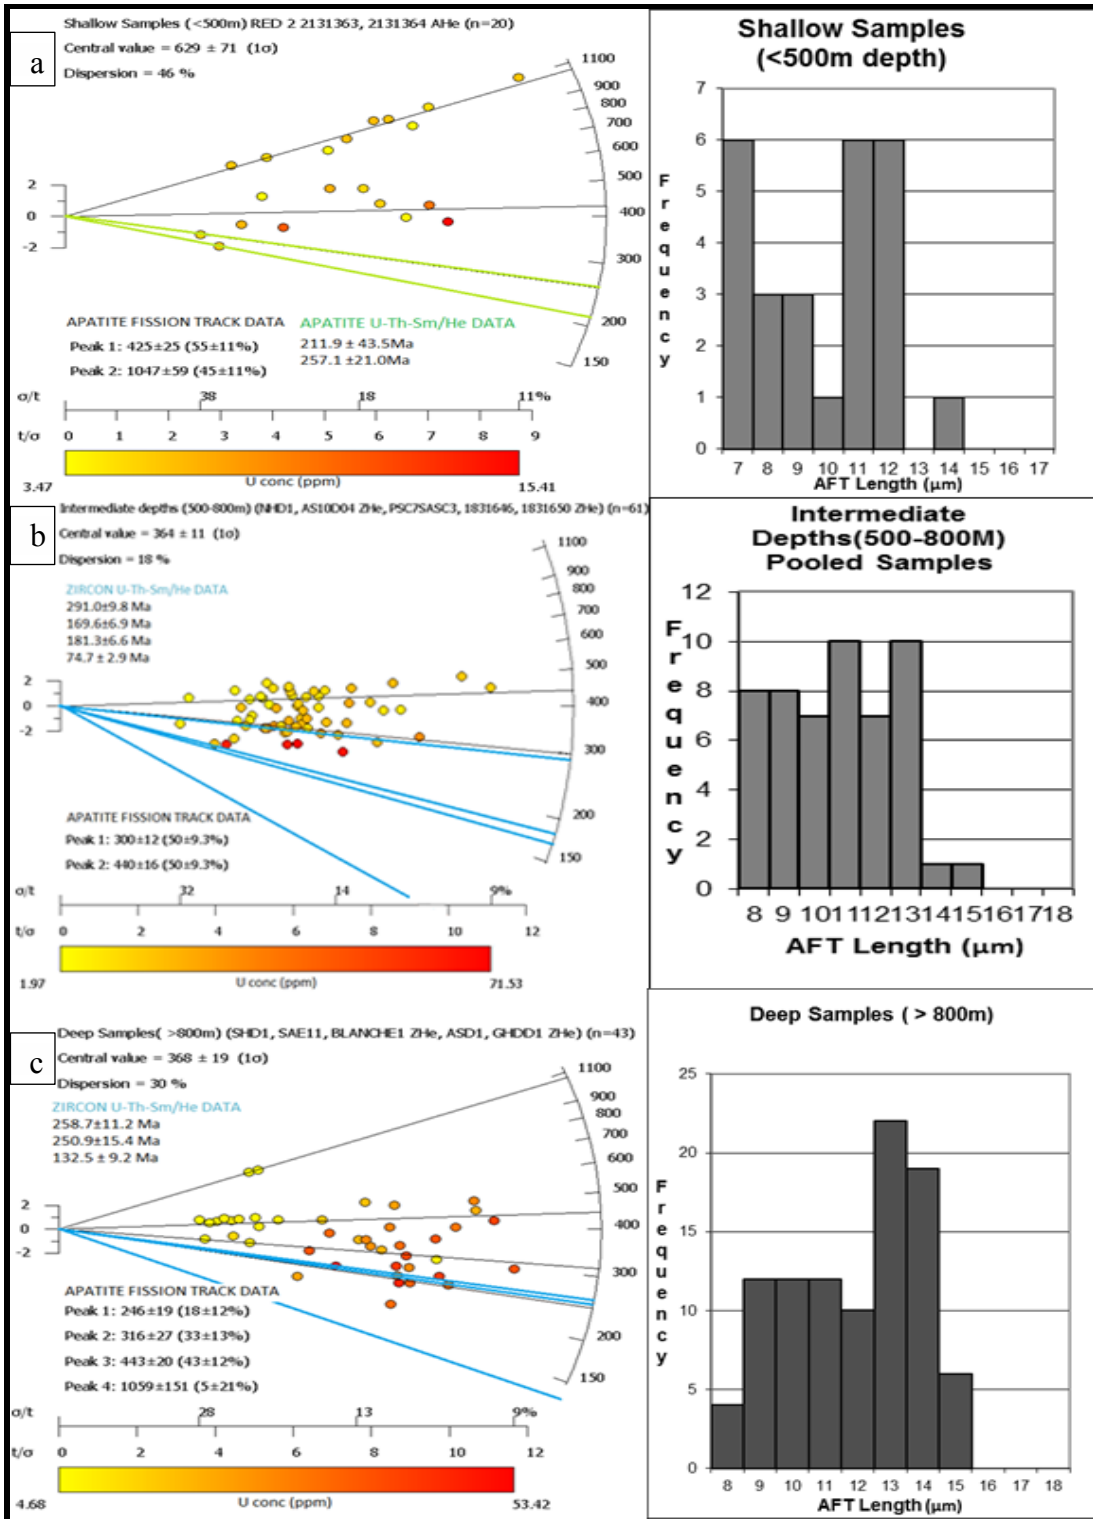 a
Shallow Samples (<500m) RED 2 2131363, 2131364 AHe (n=20)
Central value = 629 ± 71 (1σ)
Dispersion = 46 %
1100
900
800
700
600
500
400
300
200
150
2
0
-2
APATITE FISSION TRACK DATA
Peak 1: 425±25 (55±11%)
Peak 2: 1047±59 (45±11%)
APATITE U-Th-Sm/He DATA
211.9 ± 43.5Ma
257.1 ±21.0Ma
σ/t 38 18 11%
t/σ 0 1 2 3 4 5 6 7 8 9
3.47 U conc (ppm) 15.41
Shallow Samples
(<500m depth)
Frequency
7
6
5
4
3
2
1
0
7 8 9 10 11 12 13 14 15 16 17
AFT Length (µm)
b
Intermediate depths (500-800m) (NHD1, AS10D04 ZHe, PSC7SASC3, 1831646, 1831650 ZHe) (n=61)
Central value = 364 ± 11 (1σ)
Dispersion = 18 %
ZIRCON U-Th-Sm/He DATA
291.0±9.8 Ma
169.6±6.9 Ma
181.3±6.6 Ma
74.7 ± 2.9 Ma
1100
900
800
700
600
500
400
300
200
150
2
0
-2
APATITE FISSION TRACK DATA
Peak 1: 300±12 (50±9.3%)
Peak 2: 440±16 (50±9.3%)
σ/t 32 14 9%
t/σ 0 2 4 6 8 10 12
1.97 U conc (ppm) 71.53
Intermediate
Depths(500-800M)
Pooled Samples
Frequency
12
10
8
6
4
2
0
8 9 10 11 12 13 14 15 16 17 18
AFT Length (µm)
c
Deep Samples( >800m) (SHD1, SAE11, BLANCHE1 ZHe, ASD1, GHDD1 ZHe) (n=43)
Central value = 368 ± 19 (1σ)
Dispersion = 30 %
ZIRCON U-Th-Sm/He DATA
258.7±11.2 Ma
250.9±15.4 Ma
132.5 ± 9.2 Ma
1100
900
800
700
600
500
400
300
200
150
2
0
-2
APATITE FISSION TRACK DATA
Peak 1: 246±19 (18±12%)
Peak 2: 316±27 (33±13%)
Peak 3: 443±20 (43±12%)
Peak 4: 1059±151 (5±21%)
σ/t 28 13 9%
t/σ 0 2 4 6 8 10 12
4.68 U conc (ppm) 53.42
Deep Samples ( > 800m)
Frequency
25
20
15
10
5
0
8 9 10 11 12 13 14 15 16 17 18
AFT Length (µm)